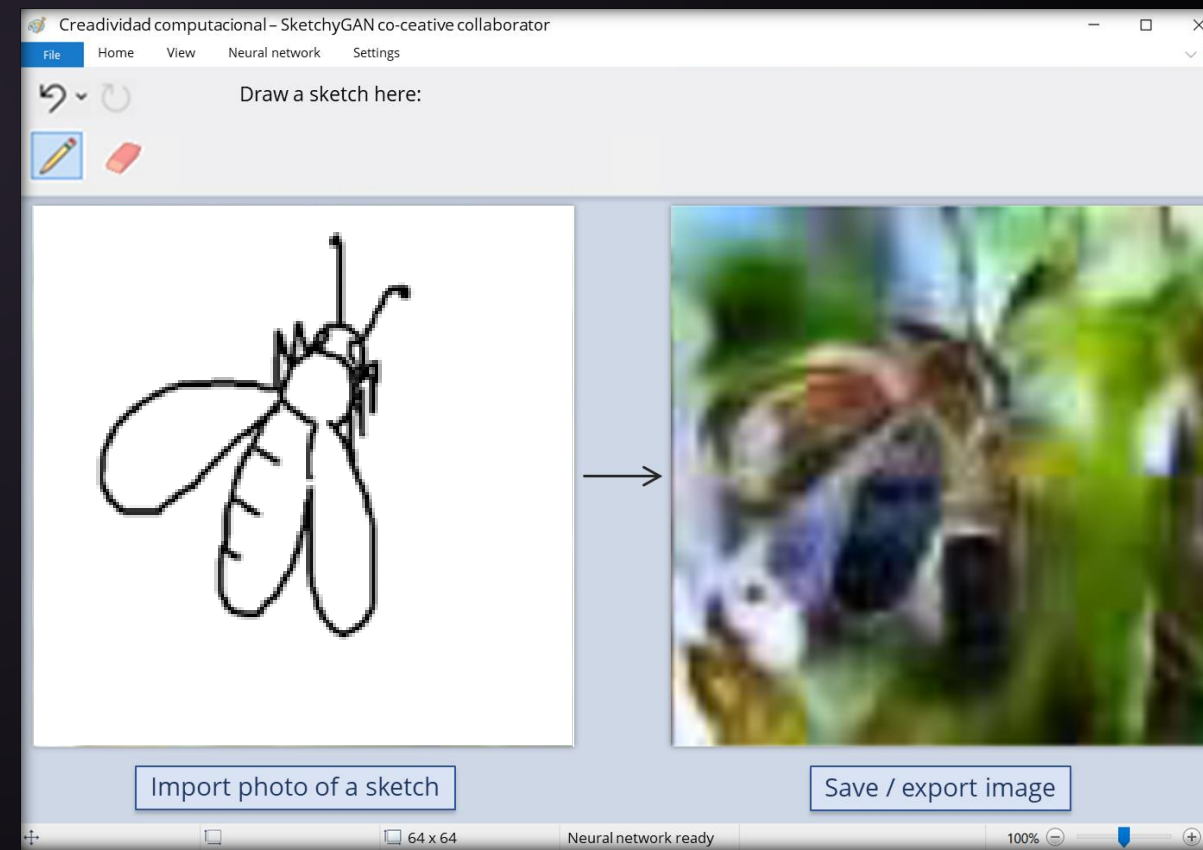 Creadividad computacional – SketchyGAN co-ceative collaborator
File Home View Neural network Settings
Draw a sketch here:
Import photo of a sketch
Save / export image
64 x 64 Neural network ready 100%